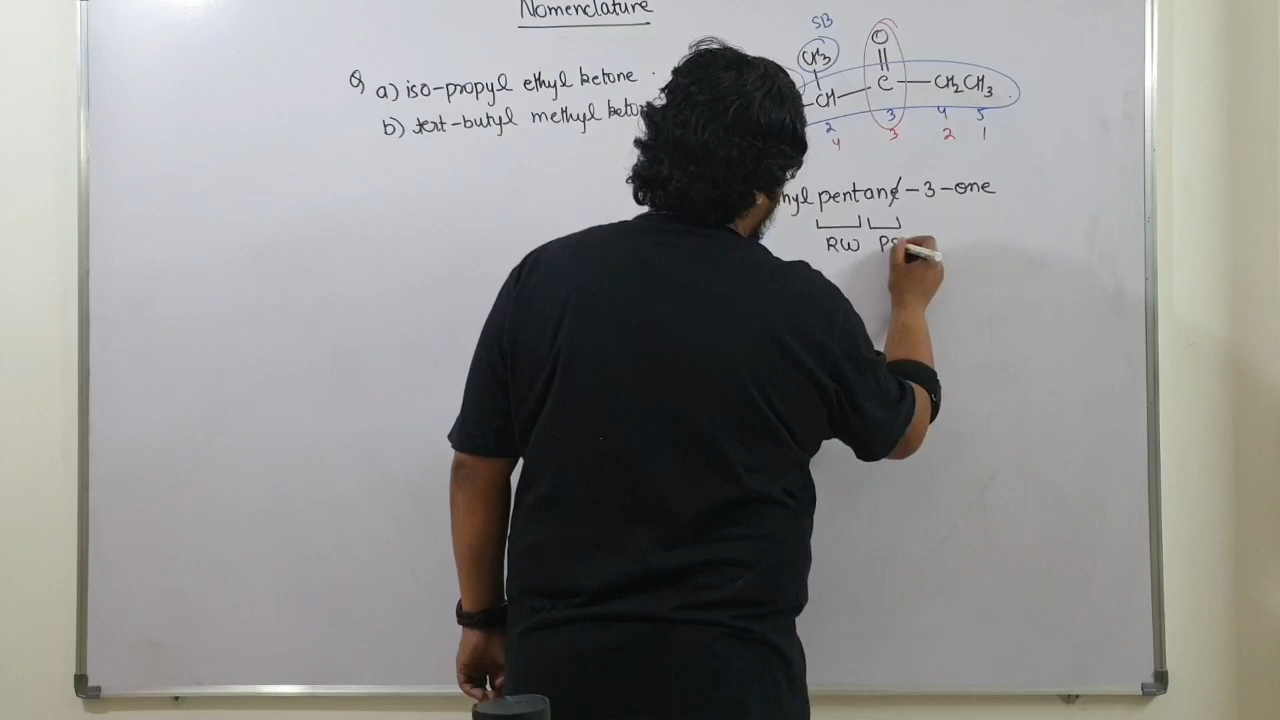 Nomenclature
Q a) iso-propyl ethyl ketone
b) tert-butyl methyl
SB
CH3 O
CH — C — CH2CH3
2 3 4 5
4 3 2 1
pentane-3-one
RW